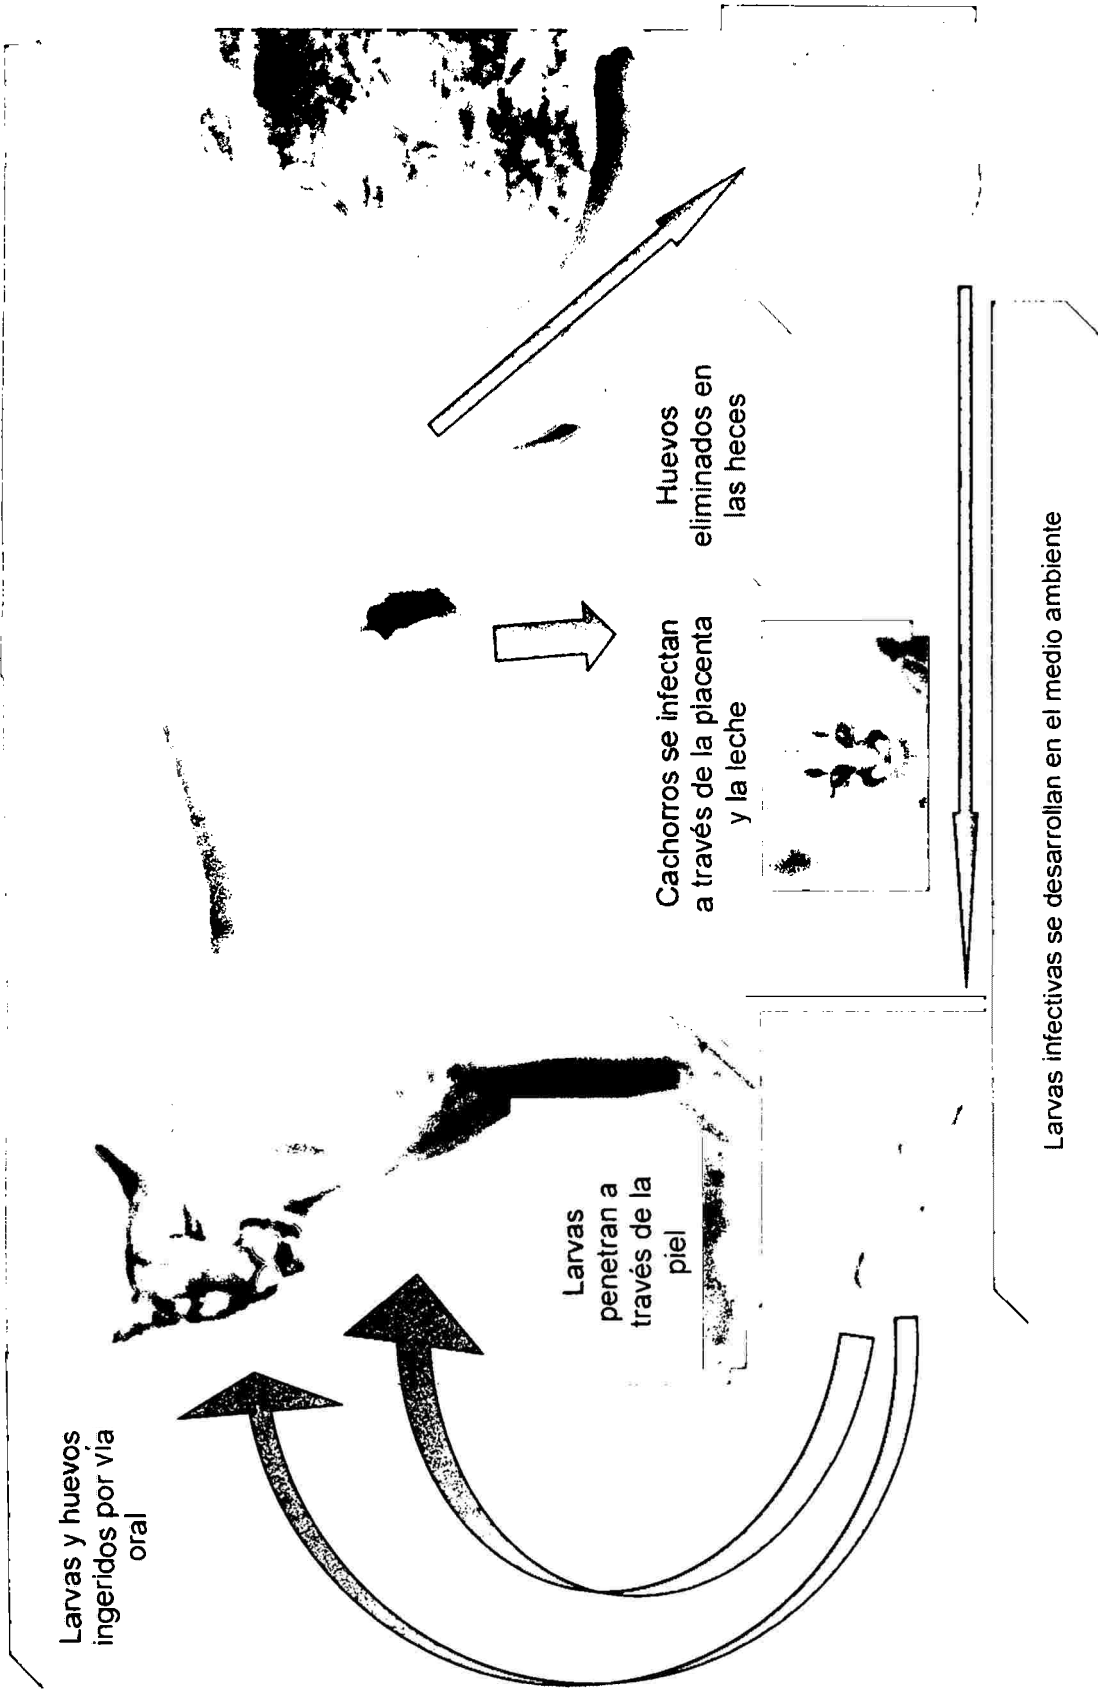 Larvas y huevos
ingeridos por vía
oral
Larvas
penetran a
través de la
piel
Cachorros se infectan
a través de la placenta
y la leche
Huevos
eliminados en
las heces
Larvas infectivas se desarrollan en el medio ambiente